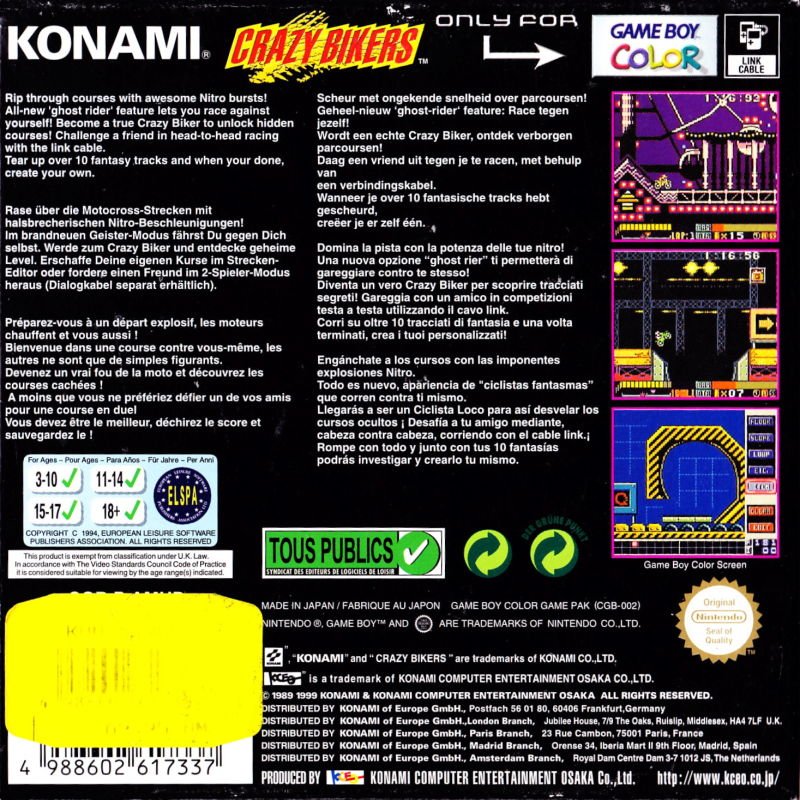 KONAMI®
CRAZY BIKERS™
ONLY FOR
GAME BOY
COLOR
LINK
CABLE
Rip through courses with awesome Nitro bursts!
All-new 'ghost rider' feature lets you race against
yourself! Become a true Crazy Biker to unlock hidden
courses! Challenge a friend in head-to-head racing
with the link cable.
Tear up over 10 fantasy tracks and when your done,
create your own.
Rase über die Motocross-Strecken mit
halsbrecherischen Nitro-Beschleunigungen!
Im brandneuen Geister-Modus fährst Du gegen Dich
selbst. Werde zum Crazy Biker und entdecke geheime
Level. Erschaffe Deine eigenen Kurse im Strecken-
Editor oder fordere einen Freund im 2-Spieler-Modus
heraus (Dialogkabel separat erhältlich).
Préparez-vous à un départ explosif, les moteurs
chauffent et vous aussi !
Bienvenue dans une course contre vous-même, les
autres ne sont que de simples figurants.
Devenez un vrai fou de la moto et découvrez les
courses cachées !
A moins que vous ne préfériez défier un de vos amis
pour une course en duel
Vous devez être le meilleur, déchirez le score et
sauvegardez le !
Scheur met ongekende snelheid over parcoursen!
Geheel-nieuw 'ghost-rider' feature: Race tegen
jezelf!
Wordt een echte Crazy Biker, ontdek verborgen
parcoursen!
Daag een vriend uit tegen je te racen, met behulp
van
een verbindingskabel.
Wanneer je over 10 fantasische tracks hebt
gescheurd,
creëer je er zelf één.
Domina la pista con la potenza delle tue nitro!
Una nuova opzione "ghost rier" ti permetterà di
gareggiare contro te stesso!
Diventa un vero Crazy Biker per scoprire tracciati
segreti! Gareggia con un amico in competizioni
testa a testa utilizzando il cavo link.
Corri su oltre 10 tracciati di fantasia e una volta
terminati, crea i tuoi personalizzati!
Engánchate a los cursos con las imponentes
explosiones Nitro.
Todo es nuevo, apariencia de "ciclistas fantasmas"
que corren contra ti mismo.
Llegarás a ser un Ciclista Loco para así desvelar los
cursos ocultos ¡ Desafía a tu amigo mediante,
cabeza contra cabeza, corriendo con el cable link.¡
Rompe con todo y junto con tus 10 fantasías
podrás investigar y crearlo tu mismo.
1:16:93
LAP:1
x15
1:16:56
x07
FLOOR
SLOPE
LOOP
ETC.
CLEAR
EXIT
181
00
Game Boy Color Screen
For Ages – Pour Ages – Para Años – Für Jahre – Per Anni
3-10 11-14
15-17 18+
ELSPA
COPYRIGHT © 1994, EUROPEAN LEISURE SOFTWARE
PUBLISHERS ASSOCIATION. ALL RIGHTS RESERVED
This product is exempt from classification under U.K. Law.
In accordance with The Video Standards Council Code of Practice
it is considered suitable for viewing by the age range(s) indicated.
TOUS PUBLICS
SYNDICAT DES EDITEURS DE LOGICIELS DE LOISIR
DER GRÜNE PUNKT
MADE IN JAPAN / FABRIQUE AU JAPON GAME BOY COLOR GAME PAK (CGB-002)
NINTENDO ®, GAME BOY™ AND ARE TRADEMARKS OF NINTENDO CO.,LTD.
Original
Nintendo
Seal of
Quality
™
, "KONAMI" and " CRAZY BIKERS " are trademarks of KONAMI CO.,LTD.
KCEO is a trademark of KONAMI COMPUTER ENTERTAINMENT OSAKA CO.,LTD.
© 1989 1999 KONAMI & KONAMI COMPUTER ENTERTAINMENT OSAKA ALL RIGHTS RESERVED.
DISTRIBUTED BY KONAMI of Europe GmbH., Postfach 56 01 80, 60406 Frankfurt,Germany
DISTRIBUTED BY KONAMI of Europe GmbH.,London Branch, Jubilee House, 7/9 The Oaks, Ruislip, Middlesex, HA4 7LF U.K.
DISTRIBUTED BY KONAMI of Europe GmbH., Paris Branch, 23 Rue Cambon, 75001 Paris, France
DISTRIBUTED BY KONAMI of Europe GmbH., Madrid Branch, Orense 34, Iberia Mart II 9th Floor, Madrid, Spain
DISTRIBUTED BY KONAMI of Europe GmbH., Amsterdam Branch, Royal Dam Centre Dam 3-7 1012 JS, The Netherlands
4 988602 617337
PRODUCED BY KCEO KONAMI COMPUTER ENTERTAINMENT OSAKA Co.,Ltd. http://www.kceo.co.jp/